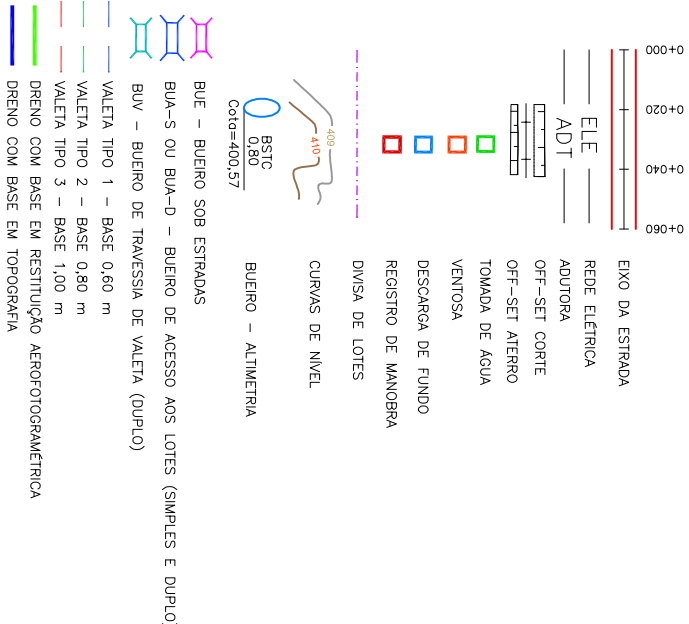 0+000
0+020
0+040
0+060
EIXO DA ESTRADA
ELE
REDE ELÉTRICA
ADT
ADUTORA
OFF-SET CORTE
OFF-SET ATERRO
TOMADA DE ÁGUA
VENTOSA
DESCARGA DE FUNDO
REGISTRO DE MANOBRA
DIVISA DE LOTES
409
410
CURVAS DE NÍVEL
BSTC
0,80
Cota=400,57
BUEIRO - ALTIMETRIA
BUE - BUEIRO SOB ESTRADAS
BUA-S OU BUA-D - BUEIRO DE ACESSO AOS LOTES (SIMPLES E DUPLO)
BUV - BUEIRO DE TRAVESSIA DE VALETA (DUPLO)
VALETA TIPO 1 - BASE 0,60 m
VALETA TIPO 2 - BASE 0,80 m
VALETA TIPO 3 - BASE 1,00 m
DRENO COM BASE EM RESTITUIÇÃO AEROFOTOGRAMÉTRICA
DRENO COM BASE EM TOPOGRAFIA